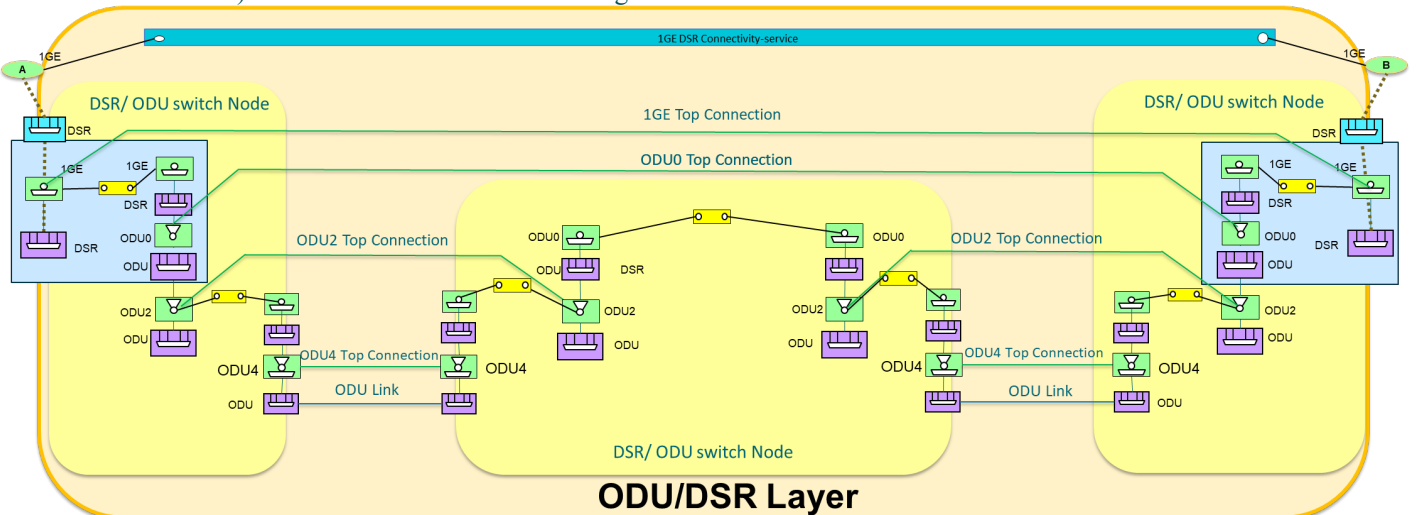 1GE DSR Connectivity-service
1GE
1GE
A
B
DSR/ ODU switch Node
DSR/ ODU switch Node
1GE Top Connection
DSR
DSR
ODU0 Top Connection
1GE
1GE
1GE
1GE
DSR
DSR
ODU0
ODU2 Top Connection
ODU0
ODU0
ODU2 Top Connection
ODU0
DSR
DSR
ODU
ODU
DSR
ODU
ODU2
ODU2
ODU2
ODU2
ODU
ODU
ODU
ODU
ODU4 Top Connection
ODU4 Top Connection
ODU4
ODU4
ODU4
ODU4
ODU Link
ODU Link
ODU
ODU
DSR/ ODU switch Node
ODU/DSR Layer